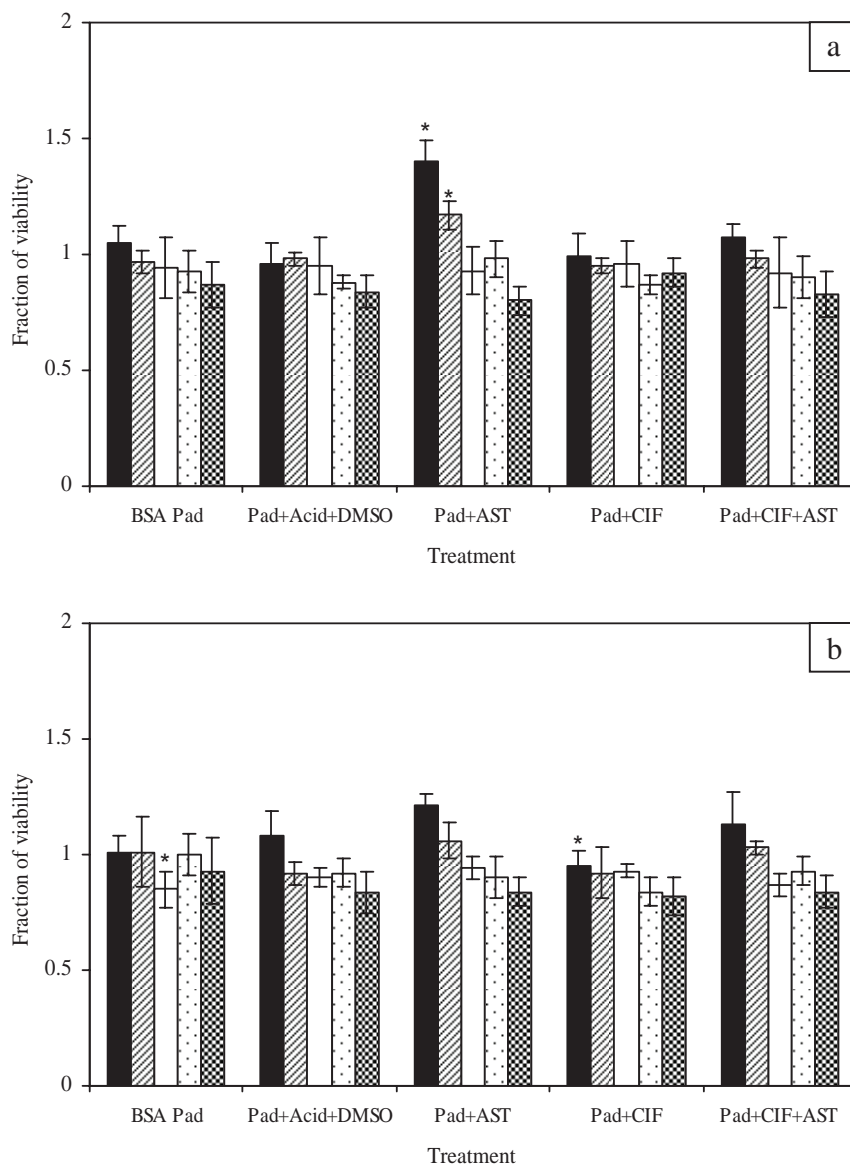 a
2
1.5
1
0.5
0
Fraction of viability
*
*
BSA Pad Pad+Acid+DMSO Pad+AST Pad+CIF Pad+CIF+AST
Treatment
b
2
1.5
1
0.5
0
Fraction of viability
*
*
BSA Pad Pad+Acid+DMSO Pad+AST Pad+CIF Pad+CIF+AST
Treatment